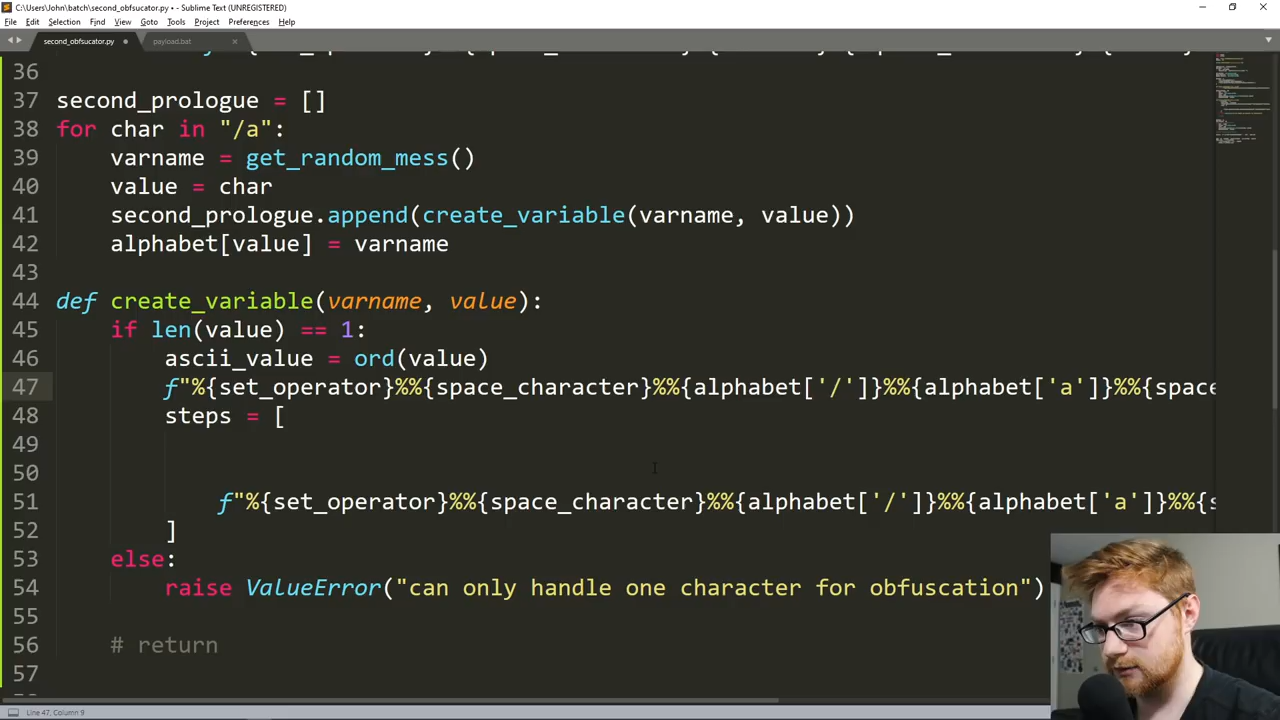 C:\Users\John\batch\second_obfsucator.py • - Sublime Text (UNREGISTERED)
File Edit Selection Find View Goto Tools Project Preferences Help
second_obfsucator.py payload.bat
36
37 second_prologue = []
38 for char in "/a":
39 varname = get_random_mess()
40 value = char
41 second_prologue.append(create_variable(varname, value))
42 alphabet[value] = varname
43
44 def create_variable(varname, value):
45 if len(value) == 1:
46 ascii_value = ord(value)
47 f"%{set_operator}%%{space_character}%%{alphabet['/']}%%{alphabet['a']}%%{space
48 steps = [
49
50
51 f"%{set_operator}%%{space_character}%%{alphabet['/']}%%{alphabet['a']}%%{s
52 ]
53 else:
54 raise ValueError("can only handle one character for obfuscation")
55
56 # return
57
Line 47, Column 9